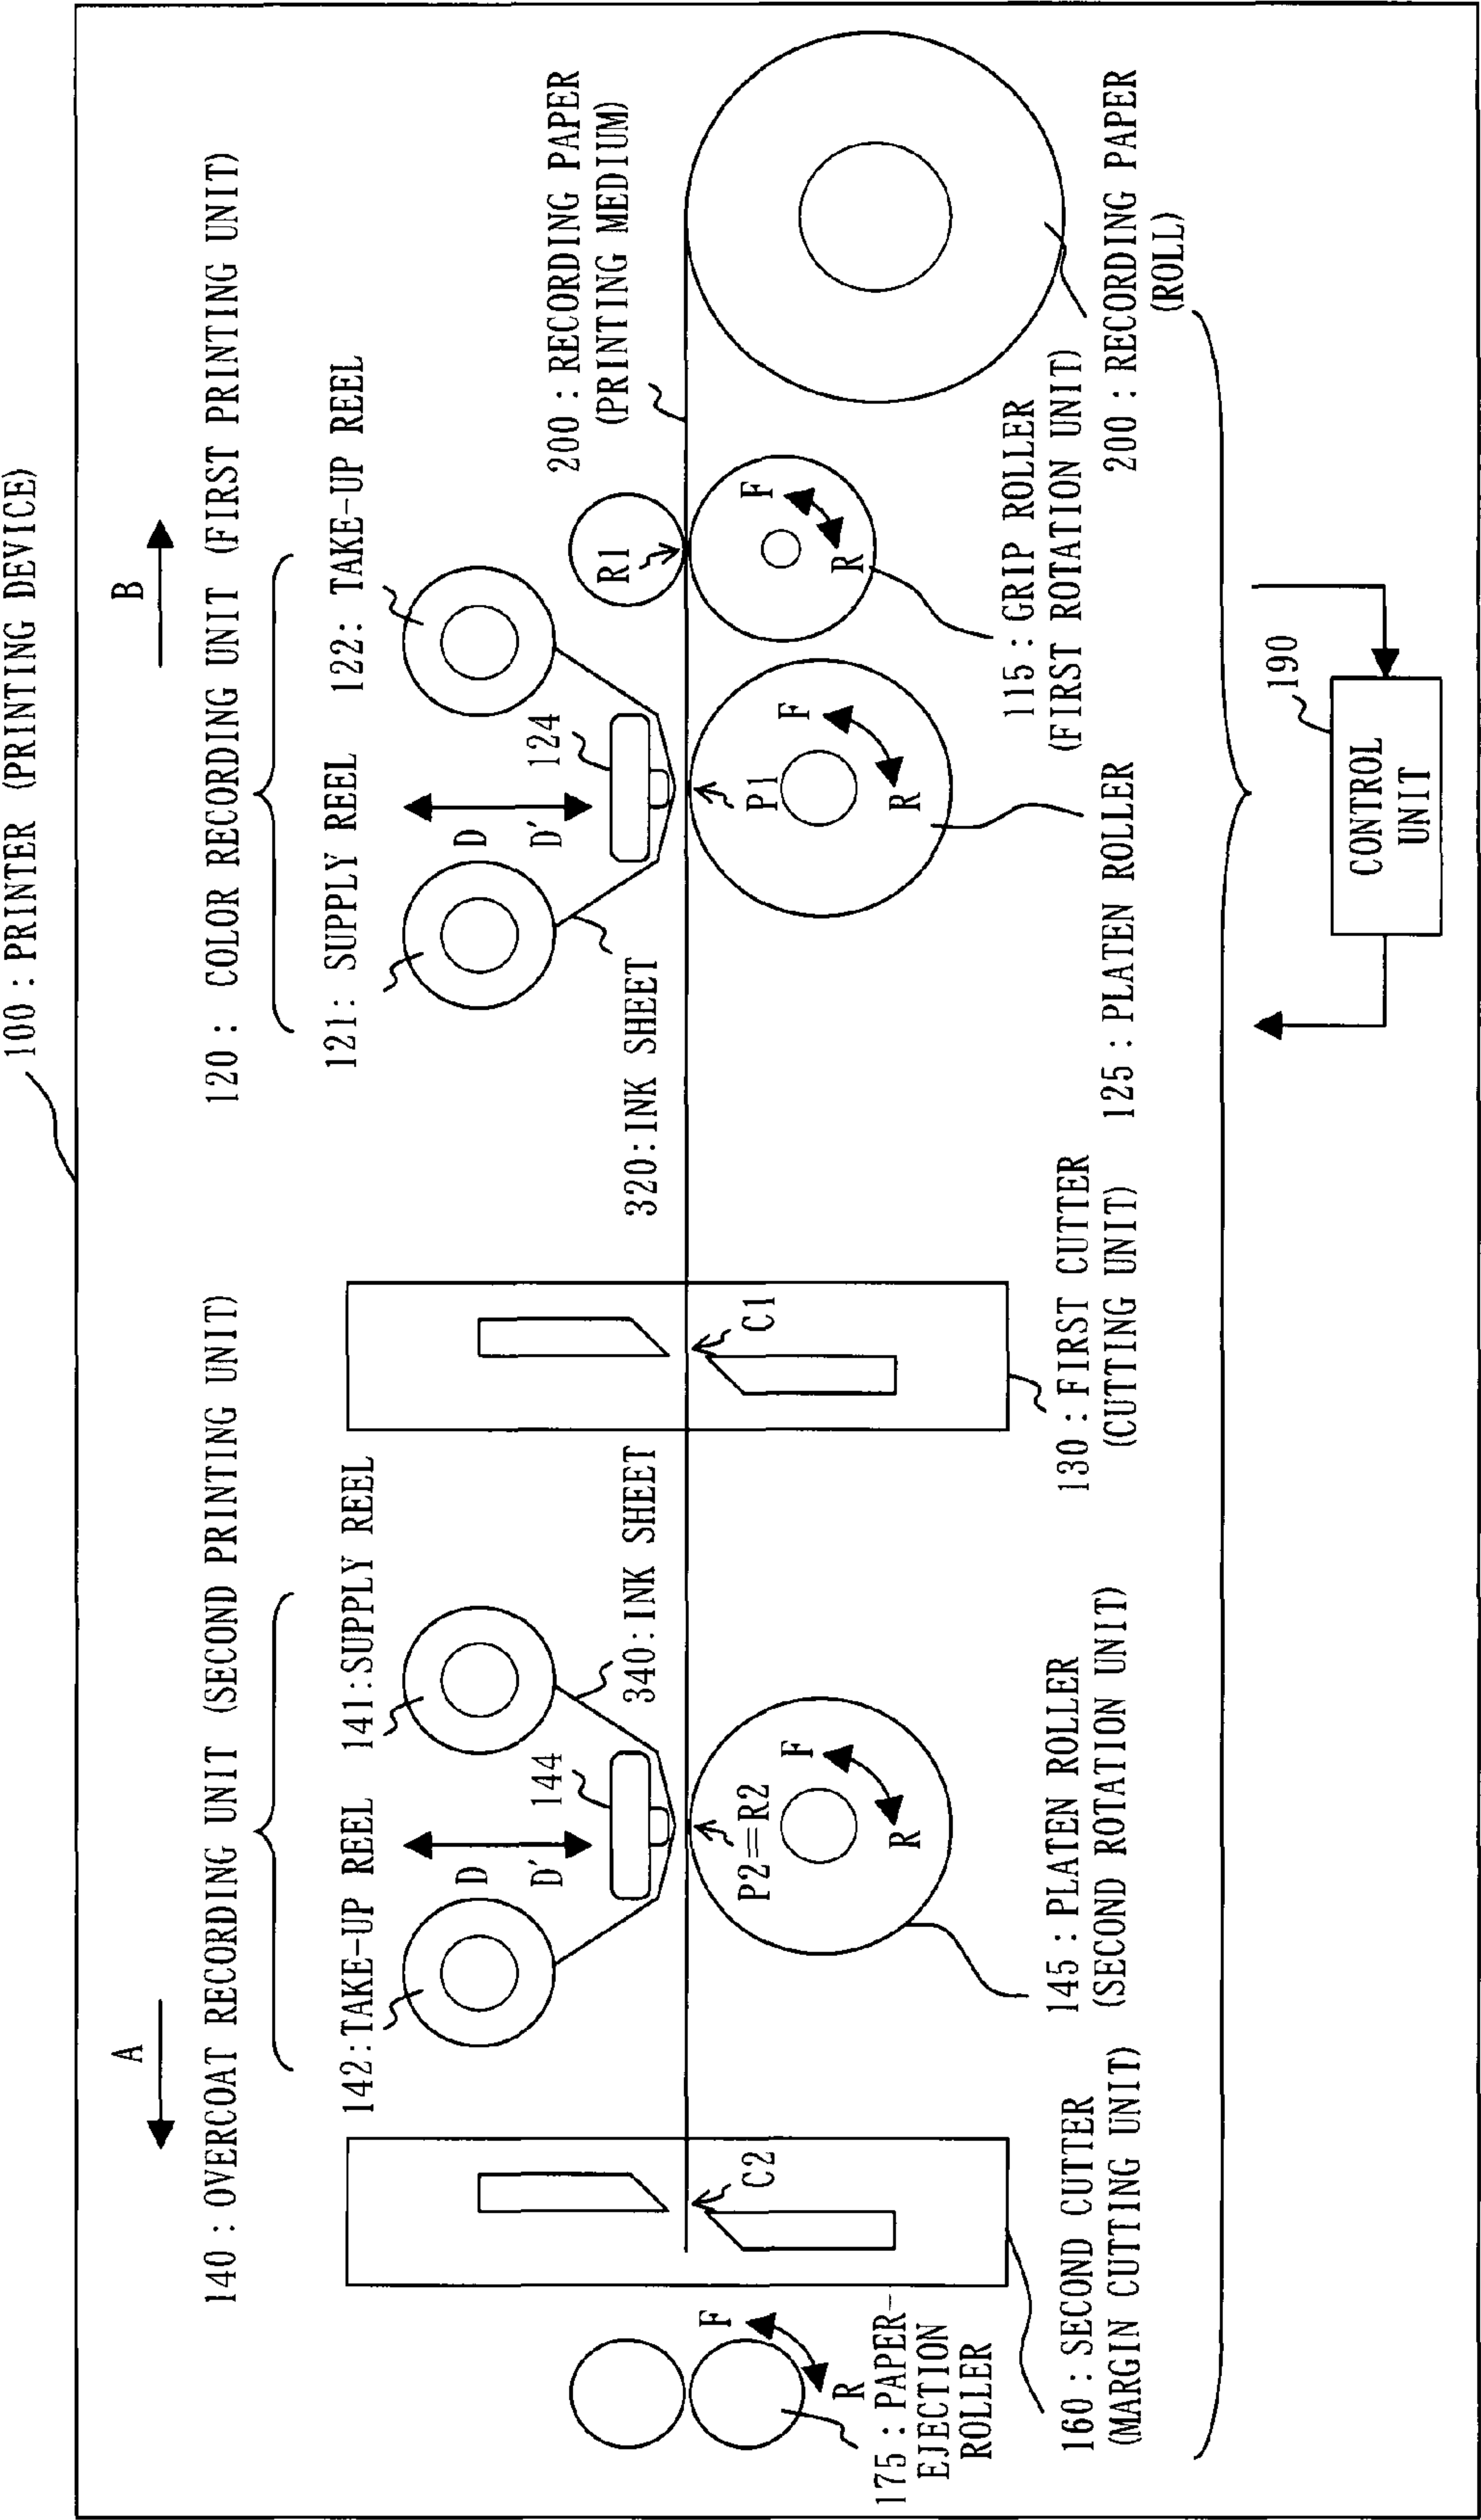 100 : PRINTER (PRINTING DEVICE)
A
B
140 : OVERCOAT RECORDING UNIT (SECOND PRINTING UNIT)
120 : COLOR RECORDING UNIT (FIRST PRINTING UNIT)
142:TAKE-UP REEL
141:SUPPLY REEL
121: SUPPLY REEL
122: TAKE-UP REEL
D
D'
144
340:INK SHEET
D
D'
124
320:INK SHEET
R1
200 : RECORDING PAPER
(PRINTING MEDIUM)
C2
P2==R2
C1
P1
F
R
F
R
F
R
F
R
175 : PAPER-
EJECTION
ROLLER
160 : SECOND CUTTER
(MARGIN CUTTING UNIT)
145 : PLATEN ROLLER
(SECOND ROTATION UNIT)
130 : FIRST CUTTER
(CUTTING UNIT)
125 : PLATEN ROLLER
115 : GRIP ROLLER
(FIRST ROTATION UNIT)
200 : RECORDING PAPER
(ROLL)
190
CONTROL
UNIT